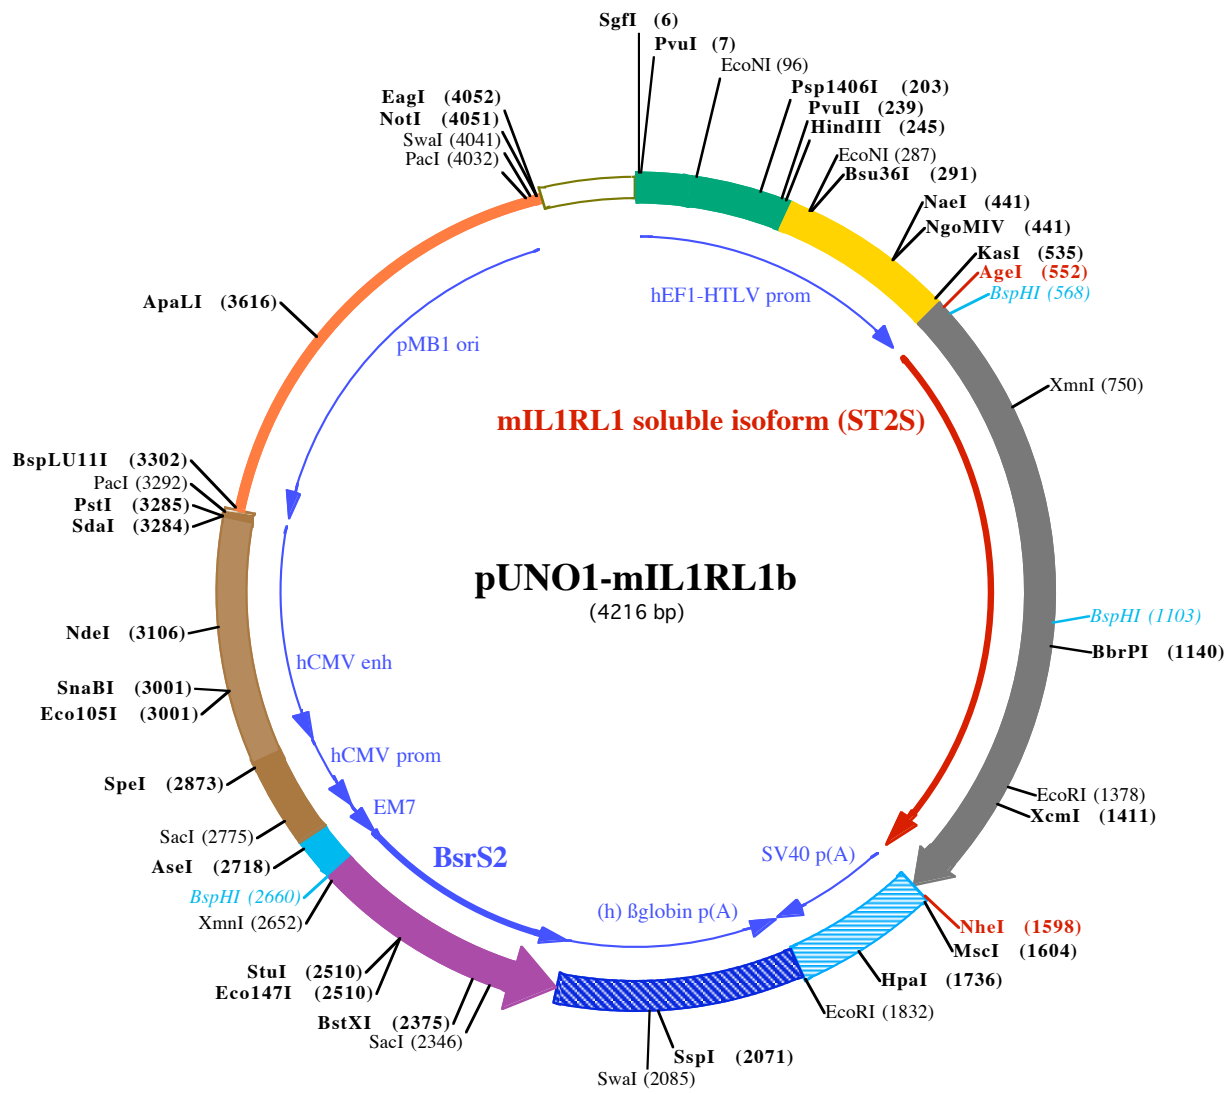 SgfI (6)
PvuI (7)
EcoNI (96)
Psp1406I (203)
PvuII (239)
HindIII (245)
EcoNI (287)
Bsu36I (291)
NaeI (441)
NgoMIV (441)
KasI (535)
AgeI (552)
BspHI (568)
XmnI (750)
BspHI (1103)
BbrPI (1140)
EcoRI (1378)
XcmI (1411)
NheI (1598)
MscI (1604)
HpaI (1736)
EcoRI (1832)
SspI (2071)
SwaI (2085)
SacI (2346)
BstXI (2375)
Eco147I (2510)
StuI (2510)
XmnI (2652)
BspHI (2660)
AseI (2718)
SacI (2775)
SpeI (2873)
Eco105I (3001)
SnaBI (3001)
NdeI (3106)
SdaI (3284)
PstI (3285)
PacI (3292)
BspLU11I (3302)
ApaLI (3616)
PacI (4032)
SwaI (4041)
NotI (4051)
EagI (4052)
hEF1-HTLV prom
pMB1 ori
mIL1RL1 soluble isoform (ST2S)
pUNO1-mIL1RL1b
(4216 bp)
hCMV enh
hCMV prom
EM7
BsrS2
SV40 p(A)
(h) ßglobin p(A)